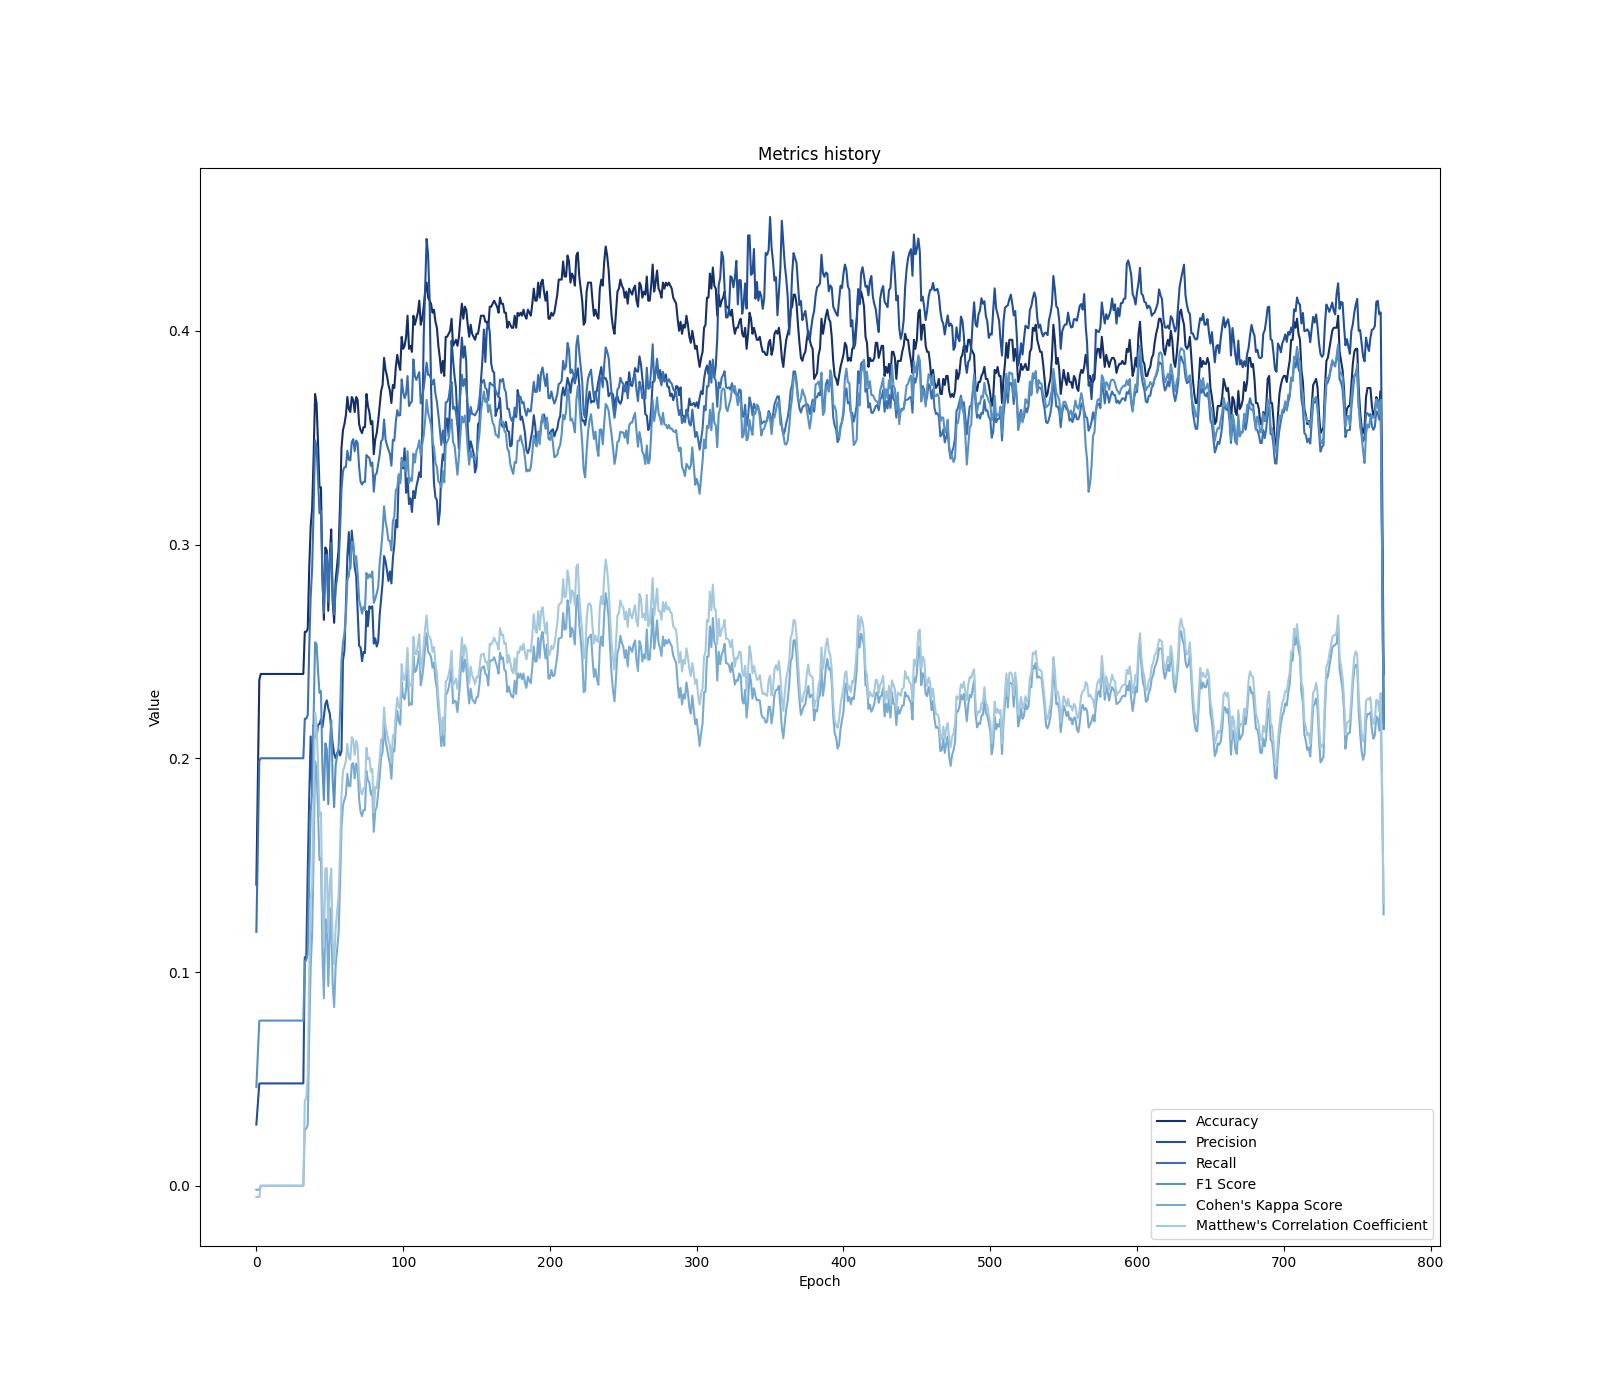 Metrics history
Value
0.4
0.3
0.2
0.1
0.0
0 100 200 300 400 500 600 700 800
Epoch
Accuracy
Precision
Recall
F1 Score
Cohen's Kappa Score
Matthew's Correlation Coefficient